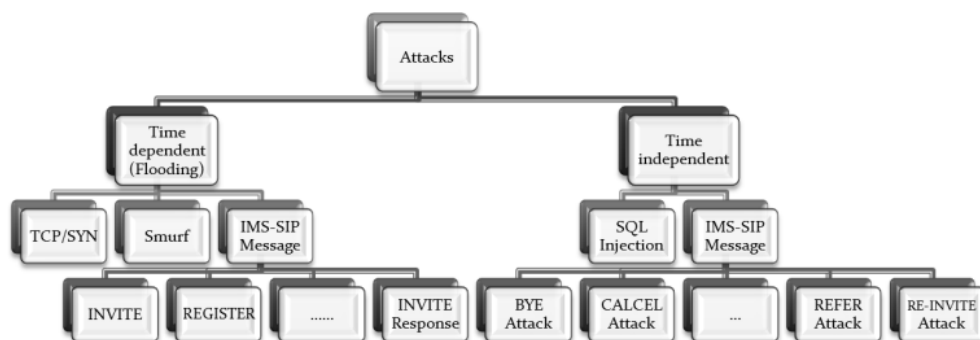 Attacks
Time
dependent
(Flooding)
Time
independent
TCP/SYN
Smurf
IMS-SIP
Message
SQL
Injection
IMS-SIP
Message
INVITE
REGISTER
......
INVITE
Response
BYE
Attack
CALCEL
Attack
...
REFER
Attack
RE-INVITE
Attack